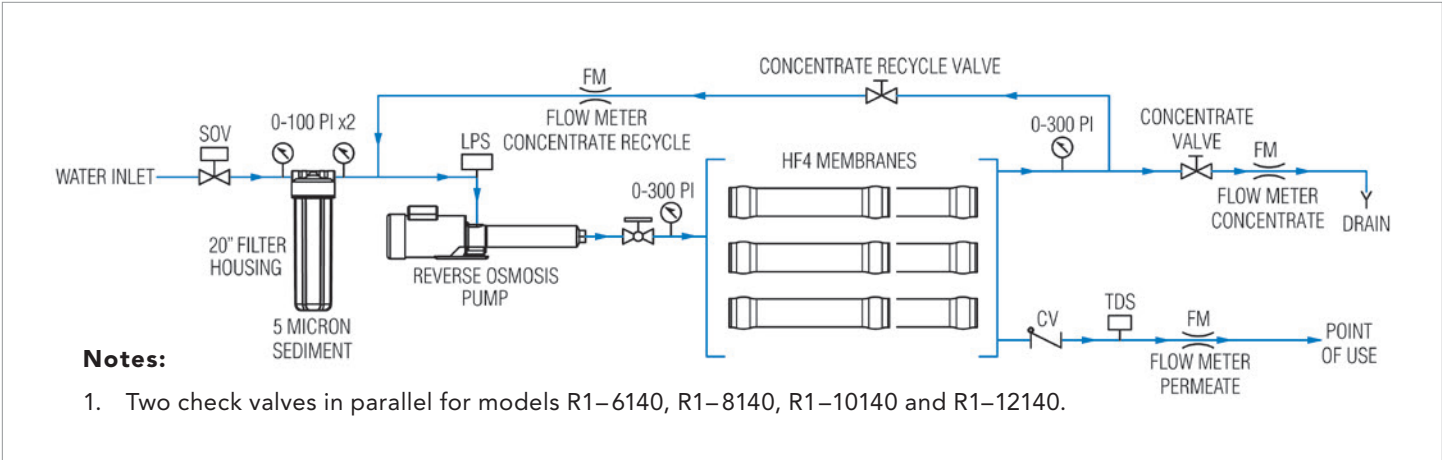 CONCENTRATE RECYCLE VALVE
FM
FLOW METER
CONCENTRATE RECYCLE
SOV
0-100 PI x2
LPS
0-300 PI
CONCENTRATE
VALVE
FM
WATER INLET
HF4 MEMBRANES
0-300 PI
FLOW METER
CONCENTRATE
DRAIN
20" FILTER
HOUSING
REVERSE OSMOSIS
PUMP
5 MICRON
SEDIMENT
CV
TDS
FM
POINT
OF USE
FLOW METER
PERMEATE
Notes:
1. Two check valves in parallel for models R1–6140, R1–8140, R1–10140 and R1–12140.